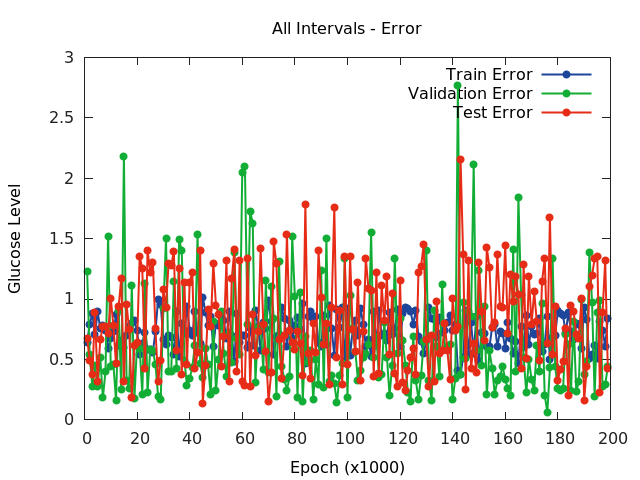 All Intervals - Error
3
2.5
2
1.5
1
0.5
0
Glucose Level
Train Error
Validation Error
Test Error
0 20 40 60 80 100 120 140 160 180 200
Epoch (x1000)